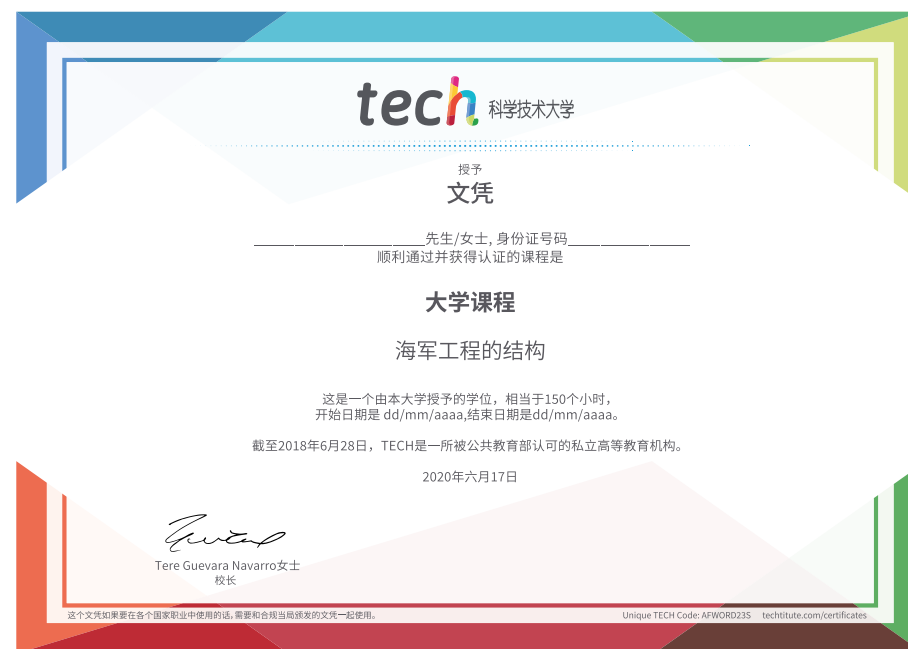 tech 科学技术大学
授予
文凭
先生/女士, 身份证号码
顺利通过并获得认证的课程是
大学课程
海军工程的结构
这是一个由本大学授予的学位，相当于150个小时，
开始日期是 dd/mm/aaaa,结束日期是dd/mm/aaaa。
截至2018年6月28日，TECH是一所被公共教育部认可的私立高等教育机构。
2020年六月17日
Tere Guevara Navarro女士
校长
这个文凭如果要在各个国家职业中使用的话,需要和合规当局颁发的文凭一起使用。
Unique TECH Code: AFWORD23S techtitute.com/certificates